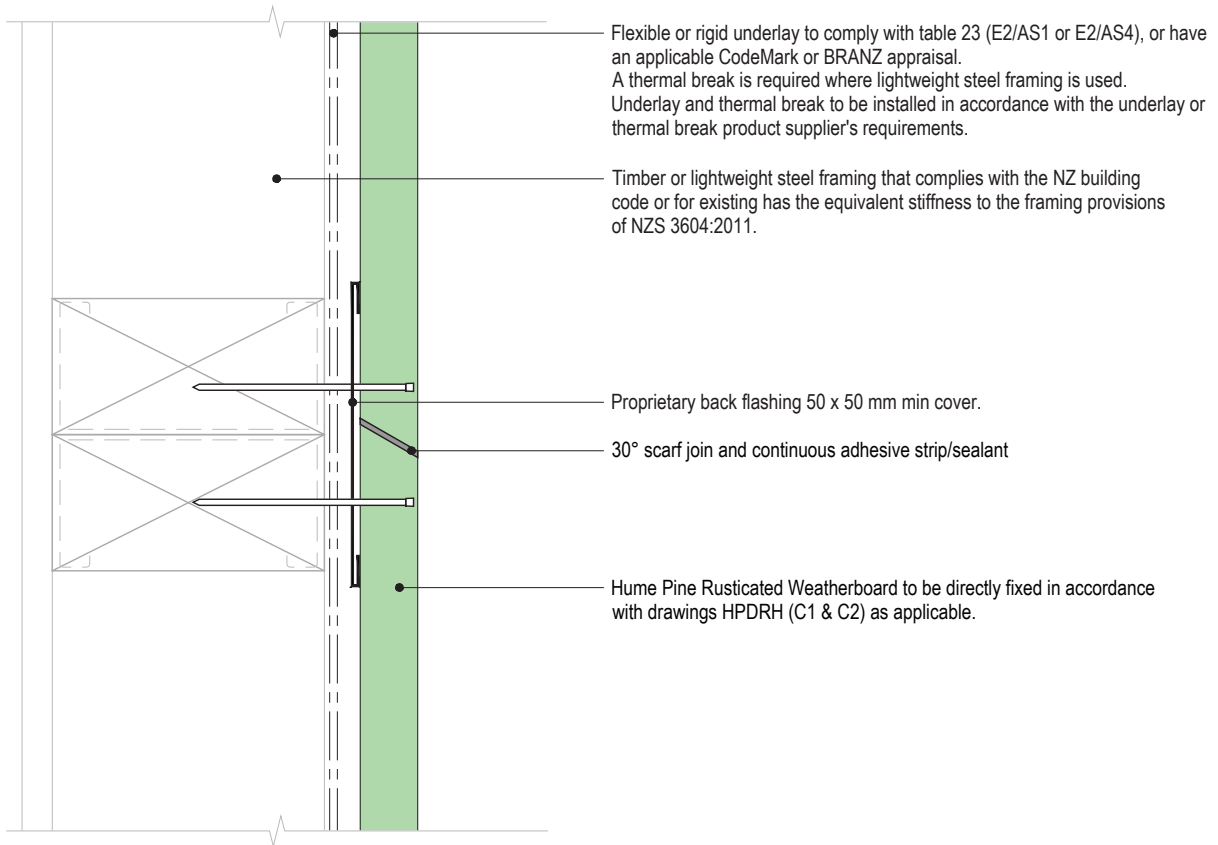 Flexible or rigid underlay to comply with table 23 (E2/AS1 or E2/AS4), or have
an applicable CodeMark or BRANZ appraisal.
A thermal break is required where lightweight steel framing is used.
Underlay and thermal break to be installed in accordance with the underlay or
thermal break product supplier's requirements.
Timber or lightweight steel framing that complies with the NZ building
code or for existing has the equivalent stiffness to the framing provisions
of NZS 3604:2011.
Proprietary back flashing 50 x 50 mm min cover.
30° scarf join and continuous adhesive strip/sealant
Hume Pine Rusticated Weatherboard to be directly fixed in accordance
with drawings HPDRH (C1 & C2) as applicable.